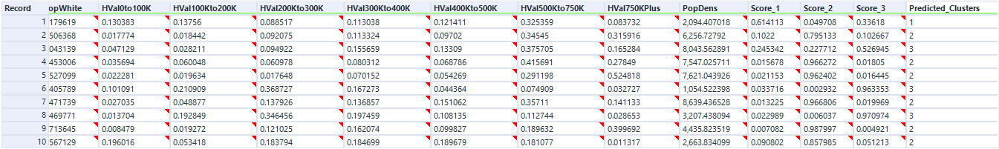 Record opWhite HVal0to100K HVal100Kto200K HVal200Kto300K HVal300Kto400K HVal400Kto500K HVal500Kto750K HVal750KPlus PopDens Score_1 Score_2 Score_3 Predicted_Clusters
1 179619 0.130383 0.13756 0.088517 0.113038 0.121411 0.325359 0.083732 2,094.407018 0.614113 0.049708 0.33618 1
2 506368 0.017774 0.018442 0.092075 0.113324 0.09702 0.34545 0.315916 6,256.72792 0.1022 0.795133 0.102667 2
3 043139 0.047129 0.028211 0.094922 0.155659 0.13309 0.375705 0.165284 8,043.562891 0.245342 0.227712 0.526945 3
4 453006 0.035694 0.060048 0.060978 0.080312 0.068786 0.415691 0.27849 7,547.025711 0.015678 0.966272 0.01805 2
5 527099 0.022281 0.019634 0.017648 0.070152 0.054269 0.291198 0.524818 7,621.043926 0.021153 0.962402 0.016445 2
6 405789 0.101091 0.210909 0.368727 0.167273 0.044364 0.074909 0.032727 1,054.522398 0.033716 0.002932 0.963353 3
7 471739 0.027035 0.048877 0.137926 0.136857 0.151062 0.35711 0.141133 8,639.436528 0.013225 0.966806 0.019969 2
8 469771 0.013704 0.192849 0.346456 0.197459 0.108135 0.112744 0.028653 3,207.438094 0.022989 0.006037 0.970974 3
9 713645 0.008479 0.019272 0.121025 0.162074 0.099827 0.189632 0.399692 4,435.823519 0.007082 0.987997 0.004921 2
10 567129 0.196016 0.053418 0.183794 0.184699 0.189679 0.181077 0.011317 2,663.834099 0.090802 0.857985 0.051213 2